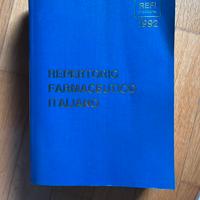 REFI
1992
REPERTORIO
FARMACEUTICO
ITALIANO